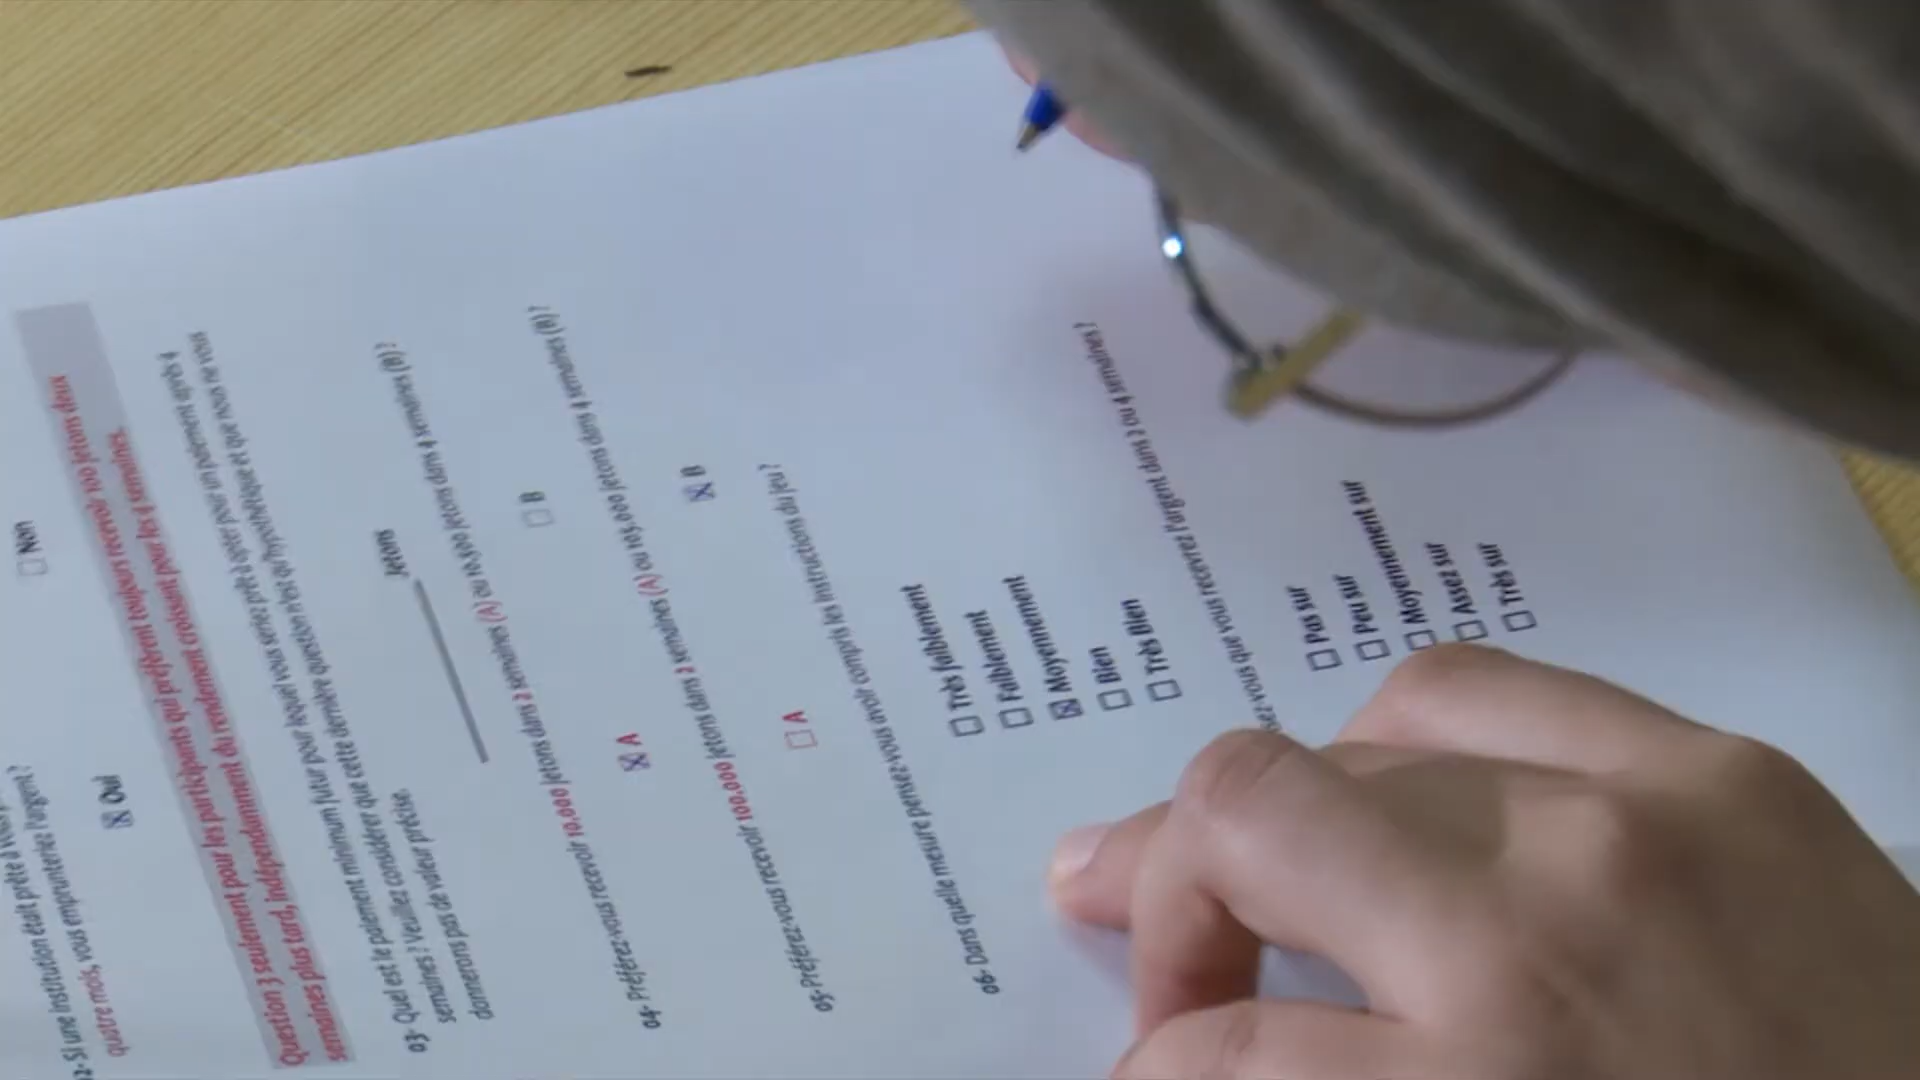 02- Si une institution était prête à vous
quatre mois, vous emprunteriez l'agent?
☒ Oui ☐ Non
Question 3 seulement pour les participants qui préfèrent toujours recevoir 100 jetons deux
semaines plus tard, indépendamment du rendement croissant pour les 4 semaines.
03- Quel est le paiement minimum futur pour lequel vous seriez prêt à opter pour un paiement après 4
semaines ? Veuillez considérer que cette dernière question n'est qu'hypothétique et que nous ne vous
donnerons pas de valeur précise.
Jetons
04- Préférez-vous recevoir 10.000 jetons dans 2 semaines (A) ou 10.500 jetons dans 4 semaines (B)?
☒ A ☐ B
05- Préférez-vous recevoir 100.000 jetons dans 2 semaines (A) ou 105.000 jetons dans 4 semaines (B)?
☐ A ☒ B
06- Dans quelle mesure pensez-vous avoir compris les instructions du jeu?
☐ Très faiblement
☐ Faiblement
☒ Moyennement
☐ Bien
☐ Très Bien
vous que vous recevrez l'argent dans 2 ou 4 semaines?
☐ Pas sur
☐ Peu sur
☐ Moyennement sur
☐ Assez sur
☐ Très sur